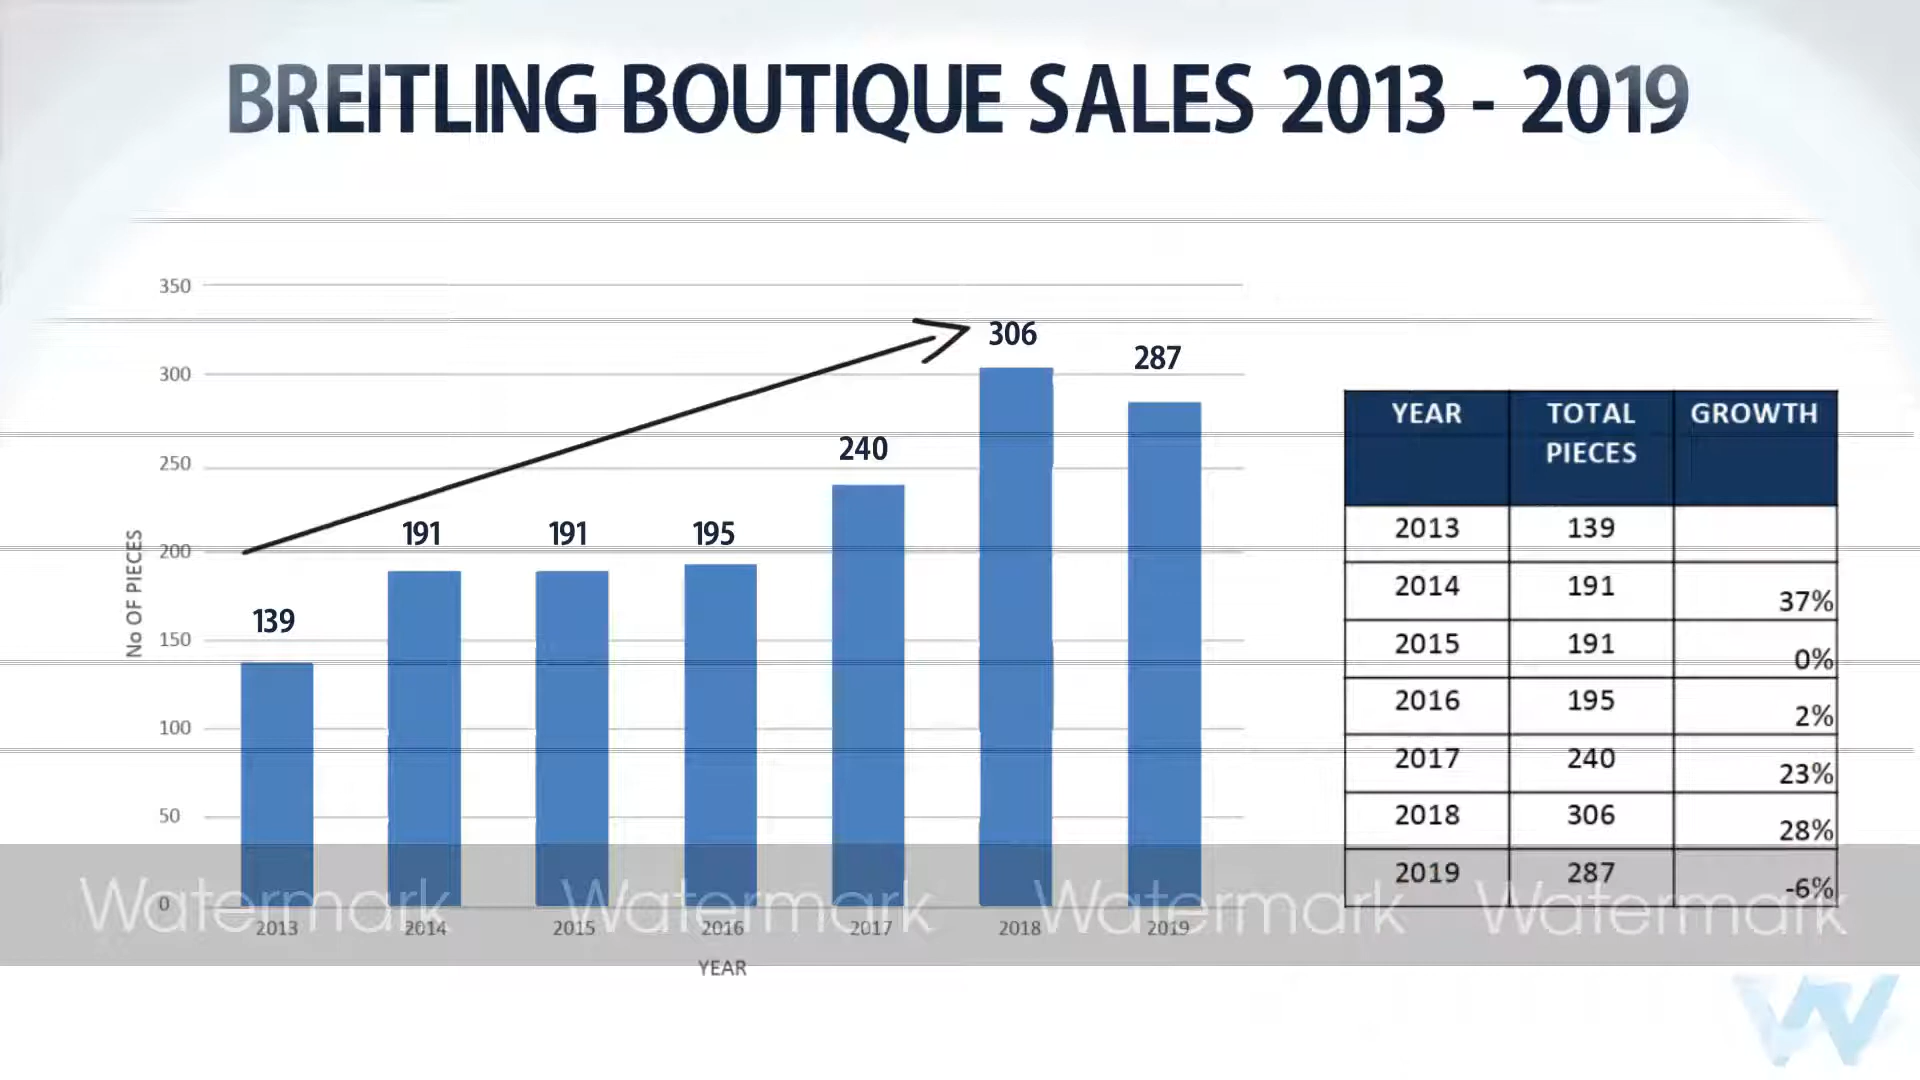 BREITLING BOUTIQUE SALES 2013 - 2019
No OF PIECES
350
300
250
200
150
100
50
0
139
191
191
195
240
306
287
2013 2014 2015 2016 2017 2018 2019
YEAR
YEAR TOTAL PIECES GROWTH
2013 139
2014 191 37%
2015 191 0%
2016 195 2%
2017 240 23%
2018 306 28%
2019 287 -6%
Watermark Watermark Watermark Watermark
W